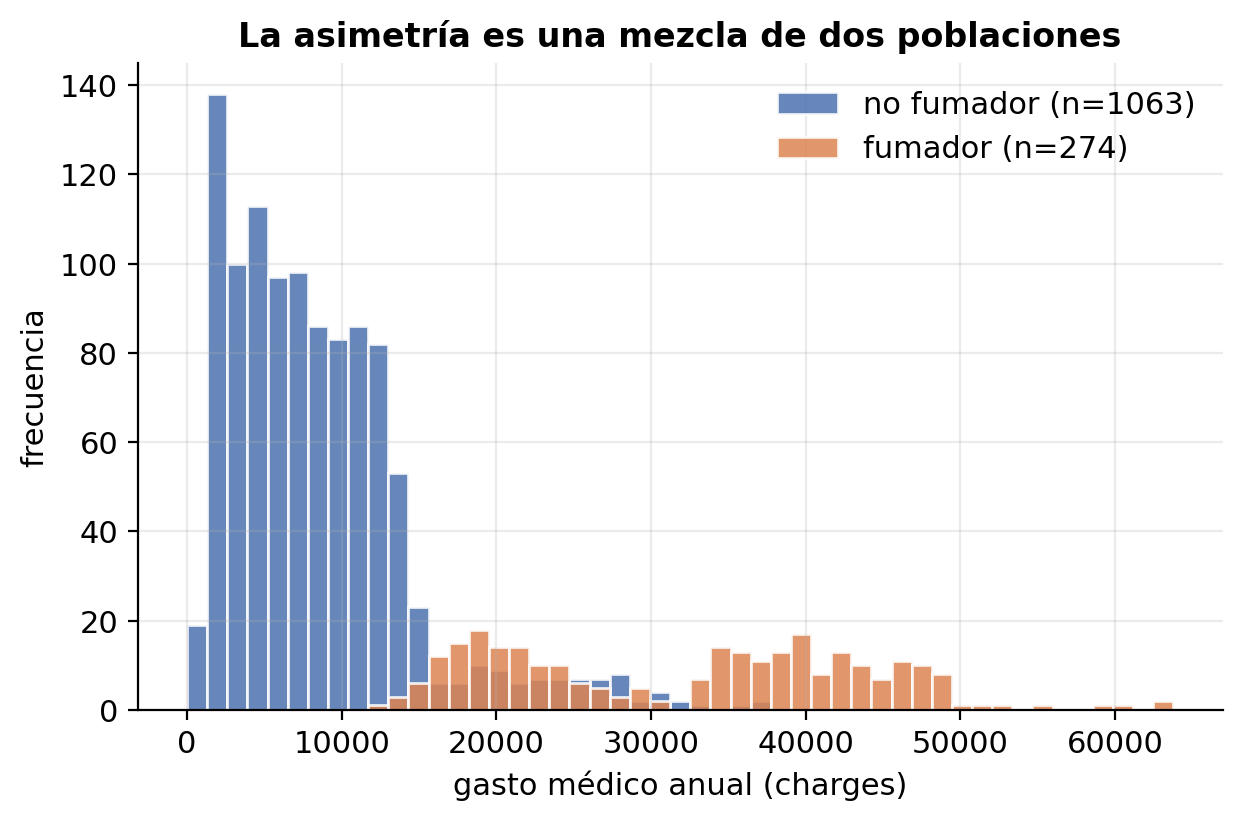 La asimetría es una mezcla de dos poblaciones
no fumador (n=1063)
fumador (n=274)
frecuencia
140
120
100
80
60
40
20
0
0 10000 20000 30000 40000 50000 60000
gasto médico anual (charges)